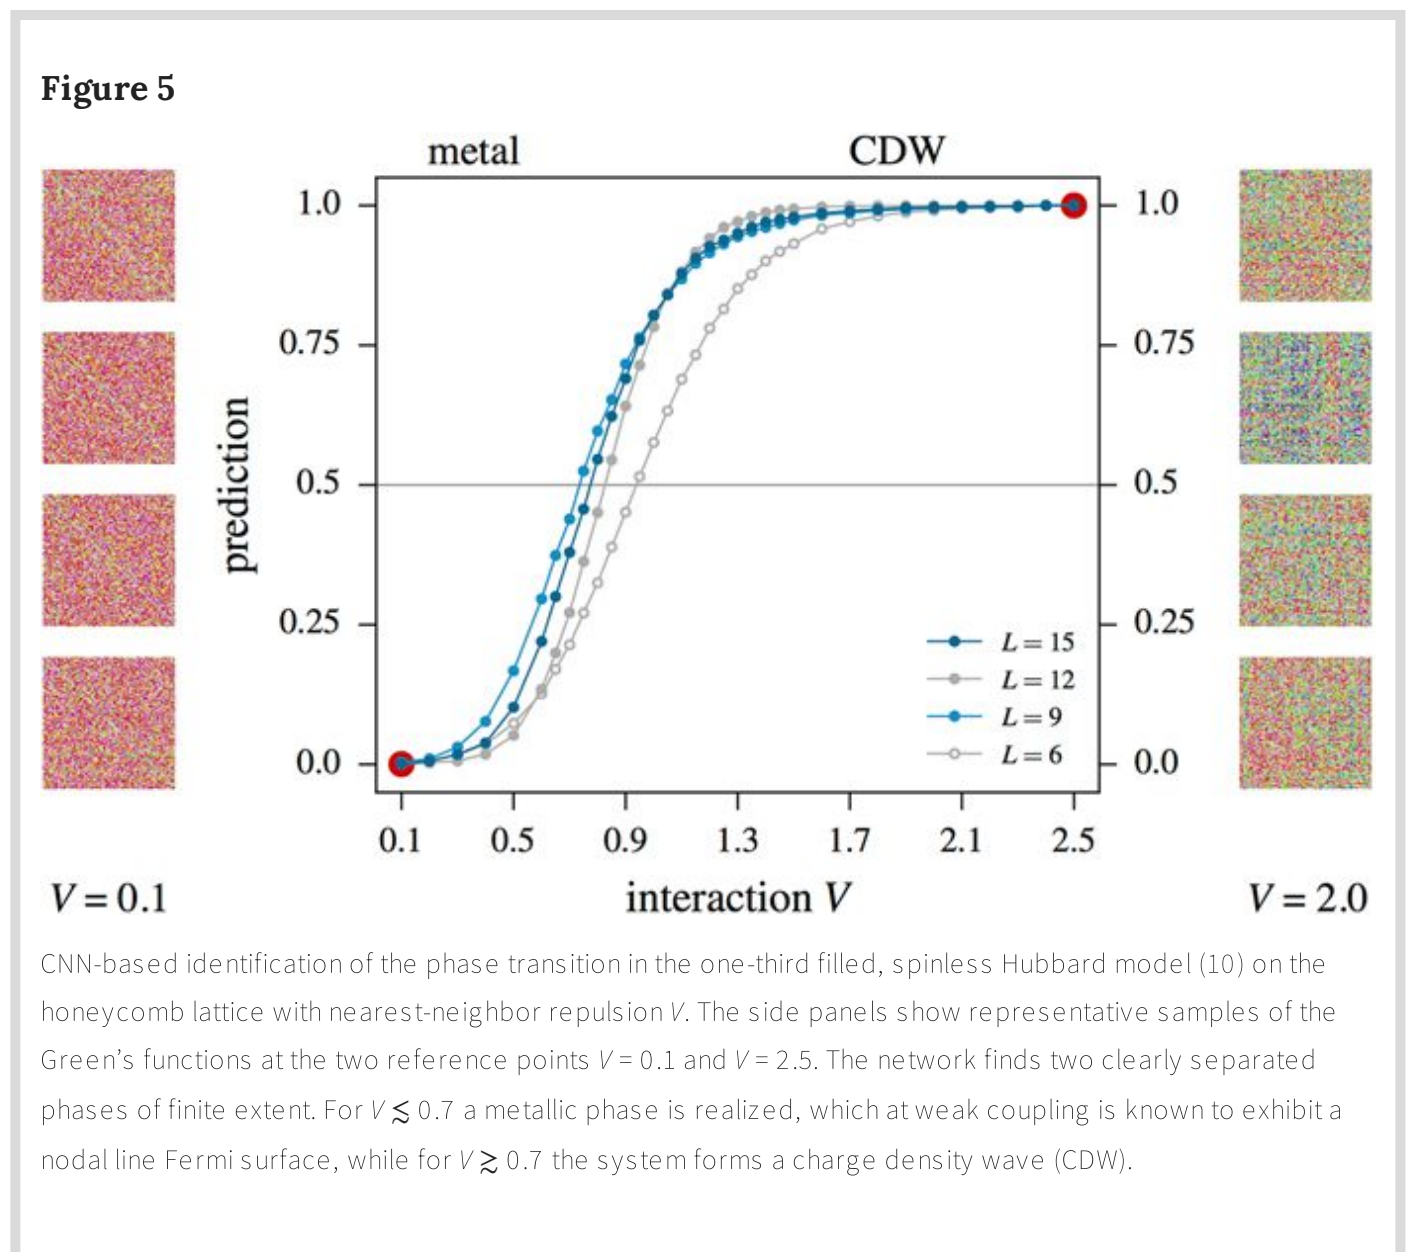 Figure 5
metal CDW
1.0 1.0
0.75 0.75
0.5 0.5
0.25 0.25
0.0 0.0
prediction
L = 15
L = 12
L = 9
L = 6
0.1 0.5 0.9 1.3 1.7 2.1 2.5
V = 0.1 interaction V V = 2.0
CNN-based identification of the phase transition in the one-third filled, spinless Hubbard model (10) on the
honeycomb lattice with nearest-neighbor repulsion V. The side panels show representative samples of the
Green’s functions at the two reference points V = 0.1 and V = 2.5. The network finds two clearly separated
phases of finite extent. For V ≲ 0.7 a metallic phase is realized, which at weak coupling is known to exhibit a
nodal line Fermi surface, while for V ≳ 0.7 the system forms a charge density wave (CDW).